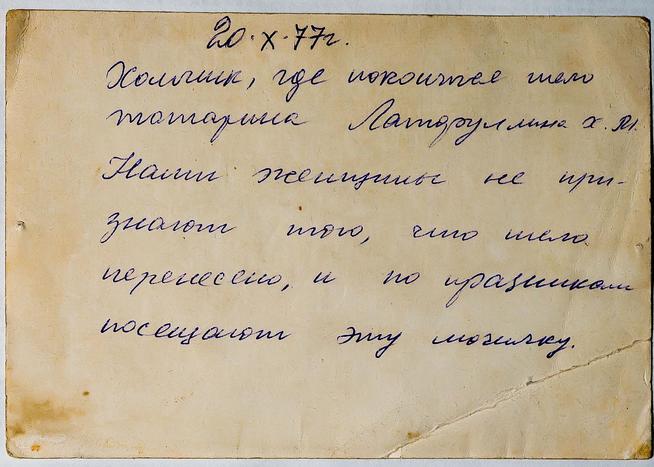 20.X.77г.
Холмик, где покоится тело
татарина Латфуллина Х.М.
Наши женщины не при-
знают того, что тело
перенесено, и по праздникам
посещают эту могилку.